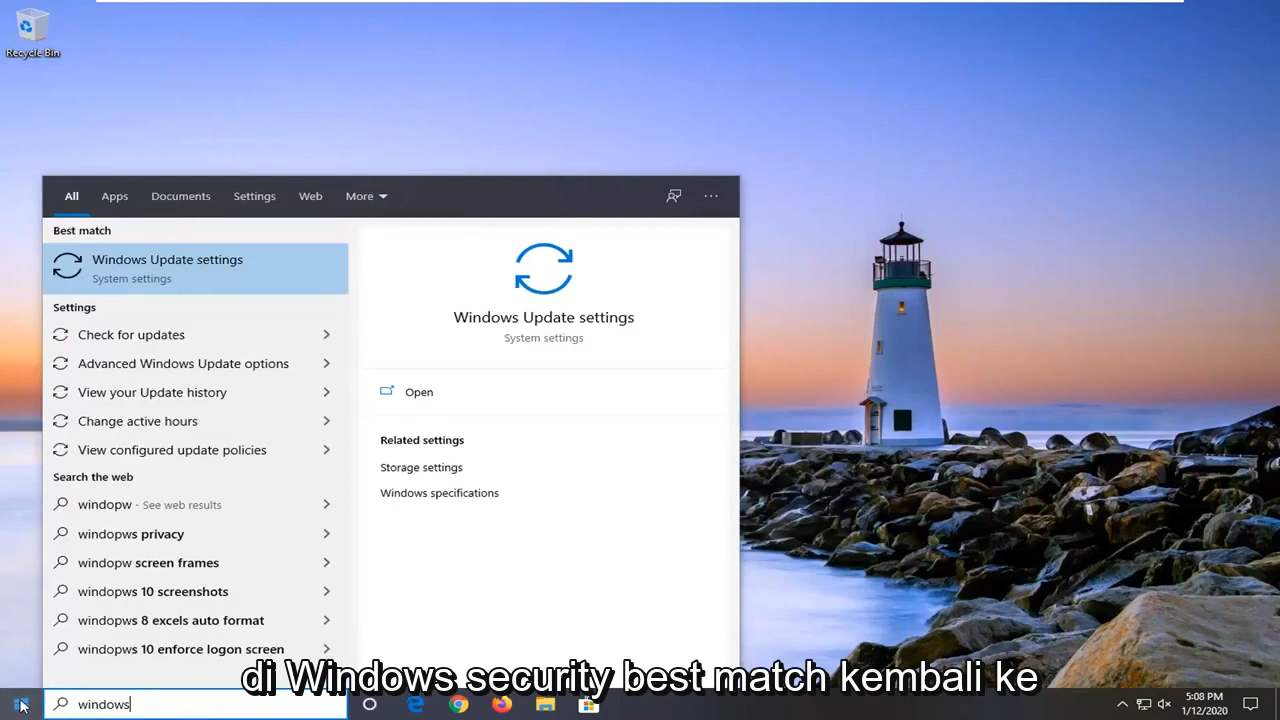 Recycle Bin
All Apps Documents Settings Web More
Best match
Windows Update settings
System settings
Settings
Check for updates
Advanced Windows Update options
View your Update history
Change active hours
View configured update policies
Search the web
windopw - See web results
windopws privacy
windopw screen frames
windopws 10 screenshots
windopws 8 excels auto format
windopws 10 enforce logon screen
Windows Update settings
System settings
Open
Related settings
Storage settings
Windows specifications
di Windows security best match kembali ke
windows
5:08 PM
1/12/2020